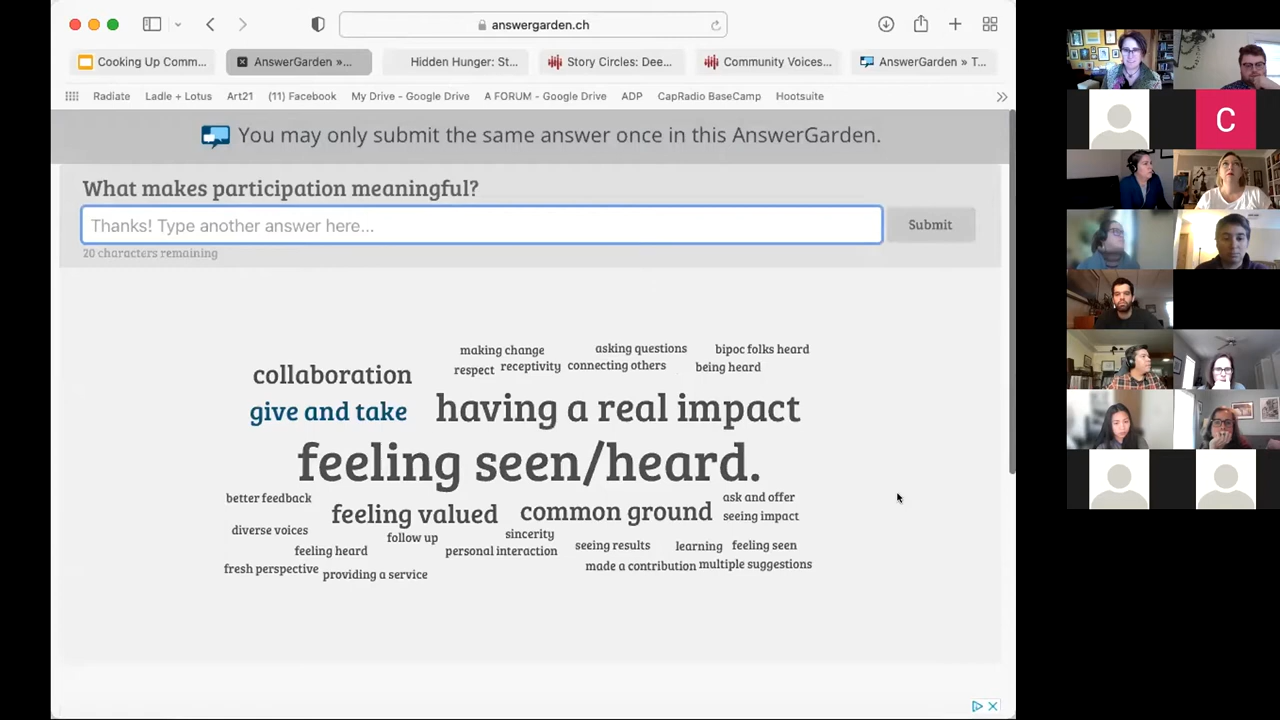 answergarden.ch
Cooking Up Comm...
AnswerGarden »...
Hidden Hunger: St...
Story Circles: Dee...
Community Voices...
AnswerGarden » T...
Radiate
Ladle + Lotus
Art21
(11) Facebook
My Drive - Google Drive
A FORUM - Google Drive
ADP
CapRadio BaseCamp
Hootsuite
You may only submit the same answer once in this AnswerGarden.
What makes participation meaningful?
Thanks! Type another answer here...
Submit
20 characters remaining
making change
asking questions
bipoc folks heard
respect
receptivity
connecting others
being heard
collaboration
give and take
having a real impact
feeling seen/heard.
better feedback
feeling valued
common ground
ask and offer
seeing impact
diverse voices
follow up
sincerity
feeling heard
personal interaction
seeing results
learning
feeling seen
fresh perspective
providing a service
made a contribution
multiple suggestions
C